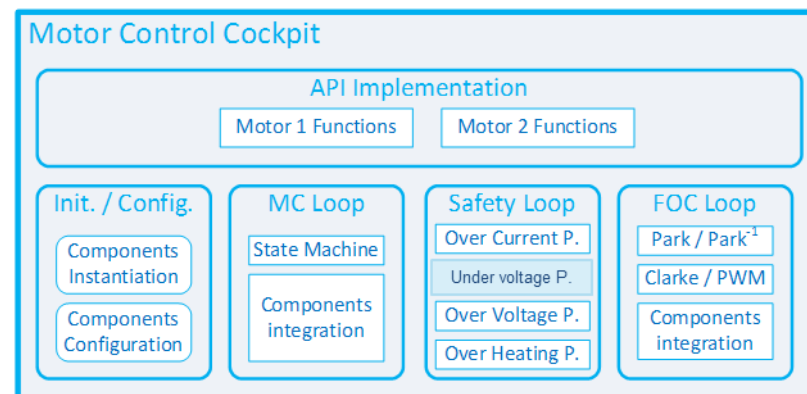 Motor Control Cockpit
API Implementation
Motor 1 Functions
Motor 2 Functions
Init. / Config.
Components
Instantiation
Components
Configuration
MC Loop
State Machine
Components
integration
Safety Loop
Over Current P.
Under voltage P.
Over Voltage P.
Over Heating P.
FOC Loop
Park / Park⁻¹
Clarke / PWM
Components
integration